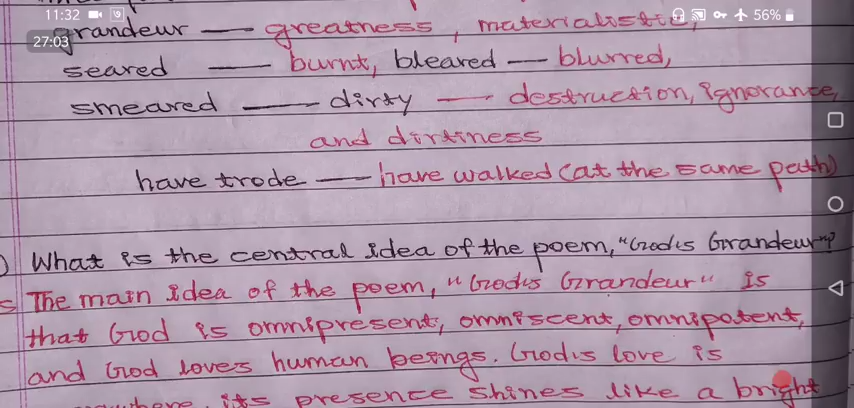 11:32 19 56%
grandeur — greatness, materialistic,
27:03
seared — burnt, bleared — blurred,
smeared — dirty — destruction, ignorance,
and dirtiness
have trode — have walked (at the same path)
What is the central idea of the poem, "God's Grandeur"?
The main idea of the poem, "God's Grandeur" is
that God is omnipresent, omniscent, omnipotent,
and God loves human beings. God's love is
its presence shines like a bright